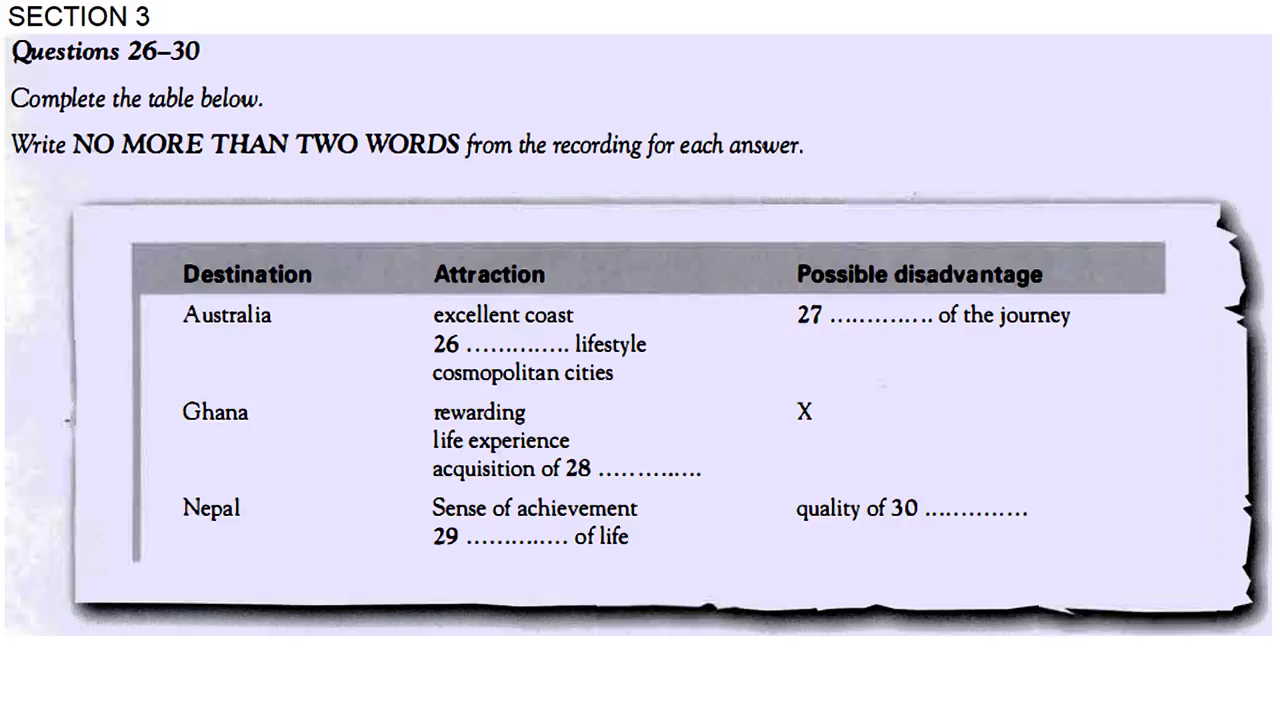 SECTION 3
Questions 26–30
Complete the table below.
Write NO MORE THAN TWO WORDS from the recording for each answer.
Destination Attraction Possible disadvantage
Australia excellent coast 27 .............. of the journey
26 .............. lifestyle
cosmopolitan cities
Ghana rewarding X
life experience
acquisition of 28 ..............
Nepal Sense of achievement quality of 30 ..............
29 .............. of life